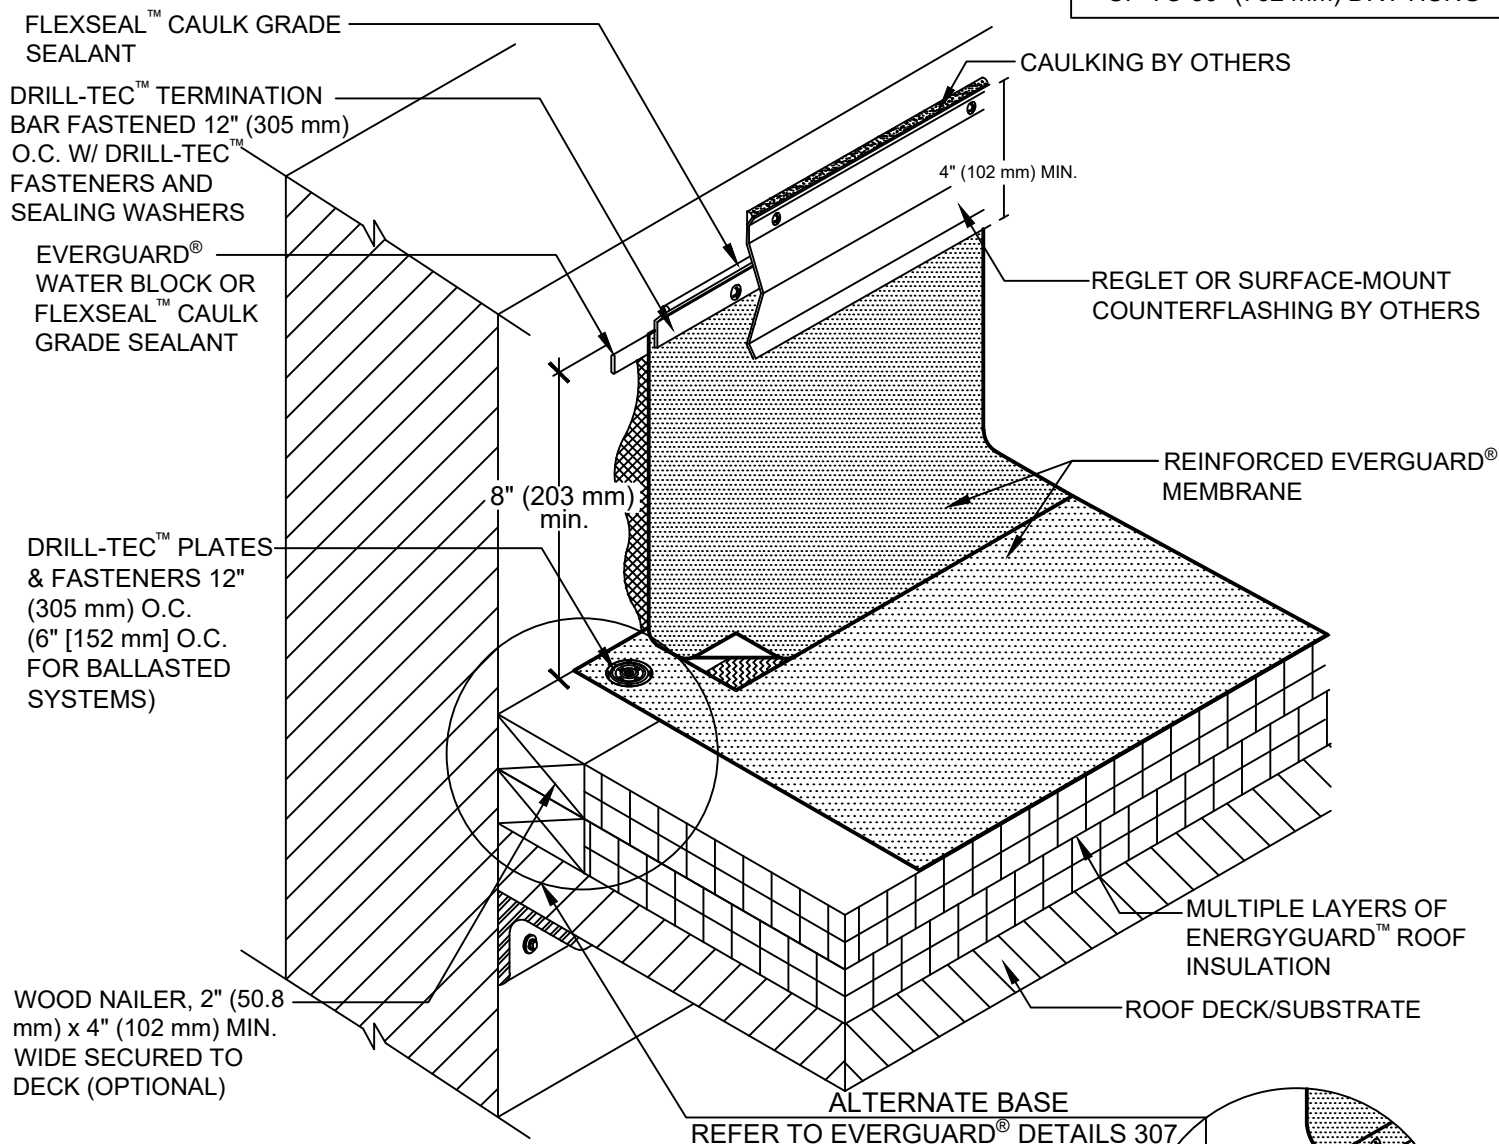 FLEXSEAL™ CAULK GRADE
SEALANT
DRILL-TEC™ TERMINATION
BAR FASTENED 12" (305 mm)
O.C. W/ DRILL-TEC™
FASTENERS AND
SEALING WASHERS
EVERGUARD®
WATER BLOCK OR
FLEXSEAL™ CAULK
GRADE SEALANT
CAULKING BY OTHERS
4" (102 mm) MIN.
REGLET OR SURFACE-MOUNT
COUNTERFLASHING BY OTHERS
REINFORCED EVERGUARD®
MEMBRANE
8" (203 mm)
min.
DRILL-TEC™ PLATES
& FASTENERS 12"
(305 mm) O.C.
(6" [152 mm] O.C.
FOR BALLASTED
SYSTEMS)
MULTIPLE LAYERS OF
ENERGYGUARD™ ROOF
INSULATION
ROOF DECK/SUBSTRATE
WOOD NAILER, 2" (50.8
mm) x 4" (102 mm) MIN.
WIDE SECURED TO
DECK (OPTIONAL)
ALTERNATE BASE
REFER TO EVERGUARD® DETAILS 307